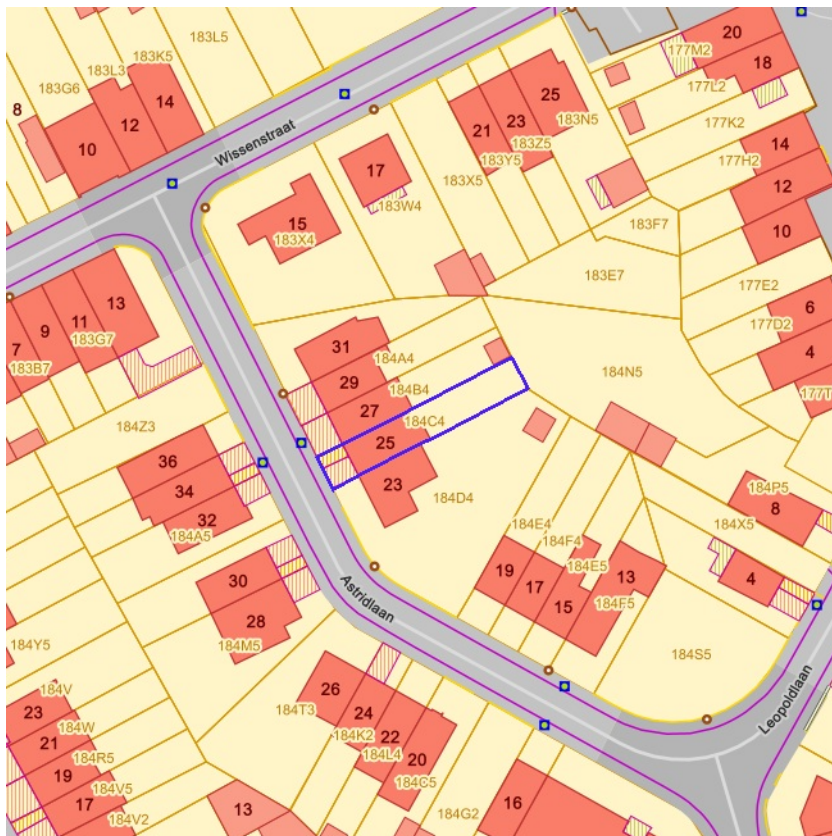 183L5
20
177M2
183K5
183L3
18
177L2
183G6
14
25
8
12
23
183N5
177K2
10
Wissenstraat
21
183Z5
14
183Y5
177H2
17
183X5
12
183W4
15
183F7
10
183X4
183E7
177E2
13
6
11
177D2
9
31
7
183G7
184A4
4
183B7
29
184N5
177T
184B4
27
184C4
184Z3
25
36
23
184P5
34
184D4
8
32
184X5
184A5
184E4
184F4
30
19
184E5
4
17
13
28
Astridlaan
15
184F5
184Y5
184M5
184S5
184V
26
Leopoldlaan
23
184T3
24
184W
184K2
22
21
184R5
184L4
20
19
184C5
184V5
17
13
16
184V2
184G2